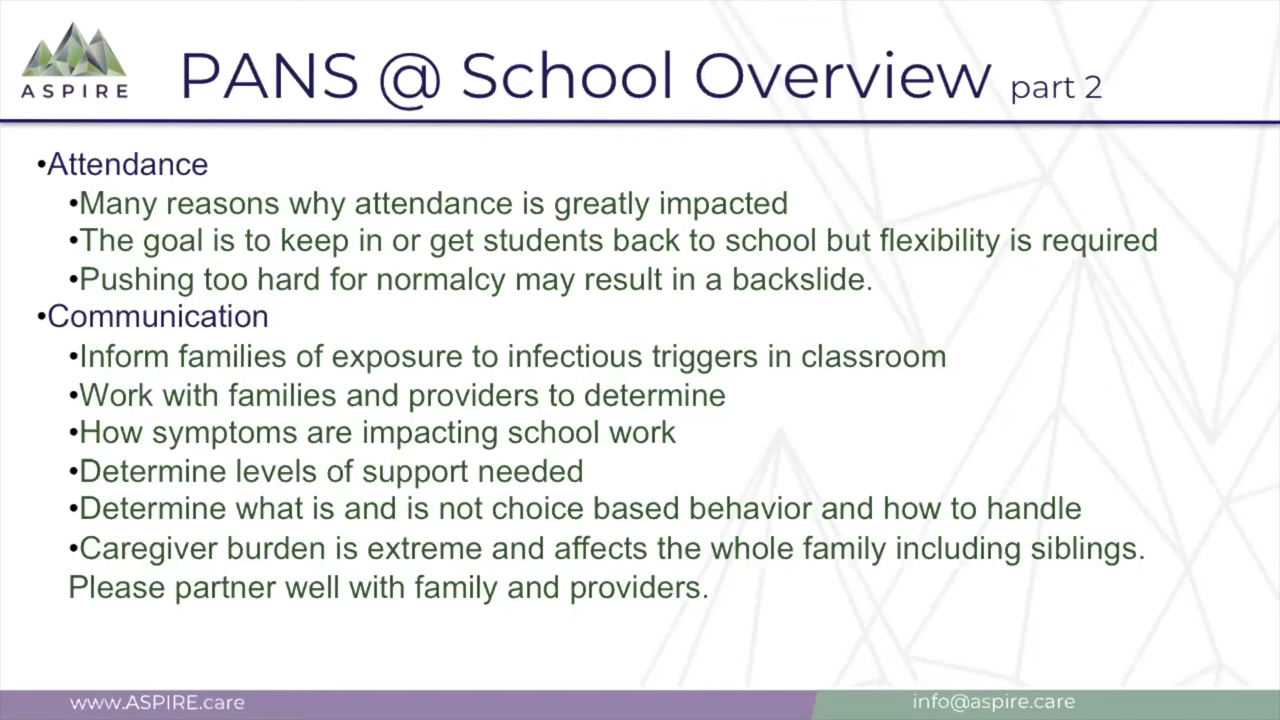 ASPIRE
PANS @ School Overview part 2
•Attendance
•Many reasons why attendance is greatly impacted
•The goal is to keep in or get students back to school but flexibility is required
•Pushing too hard for normalcy may result in a backslide.
•Communication
•Inform families of exposure to infectious triggers in classroom
•Work with families and providers to determine
•How symptoms are impacting school work
•Determine levels of support needed
•Determine what is and is not choice based behavior and how to handle
•Caregiver burden is extreme and affects the whole family including siblings.
Please partner well with family and providers.
www.ASPIRE.care
info@aspire.care